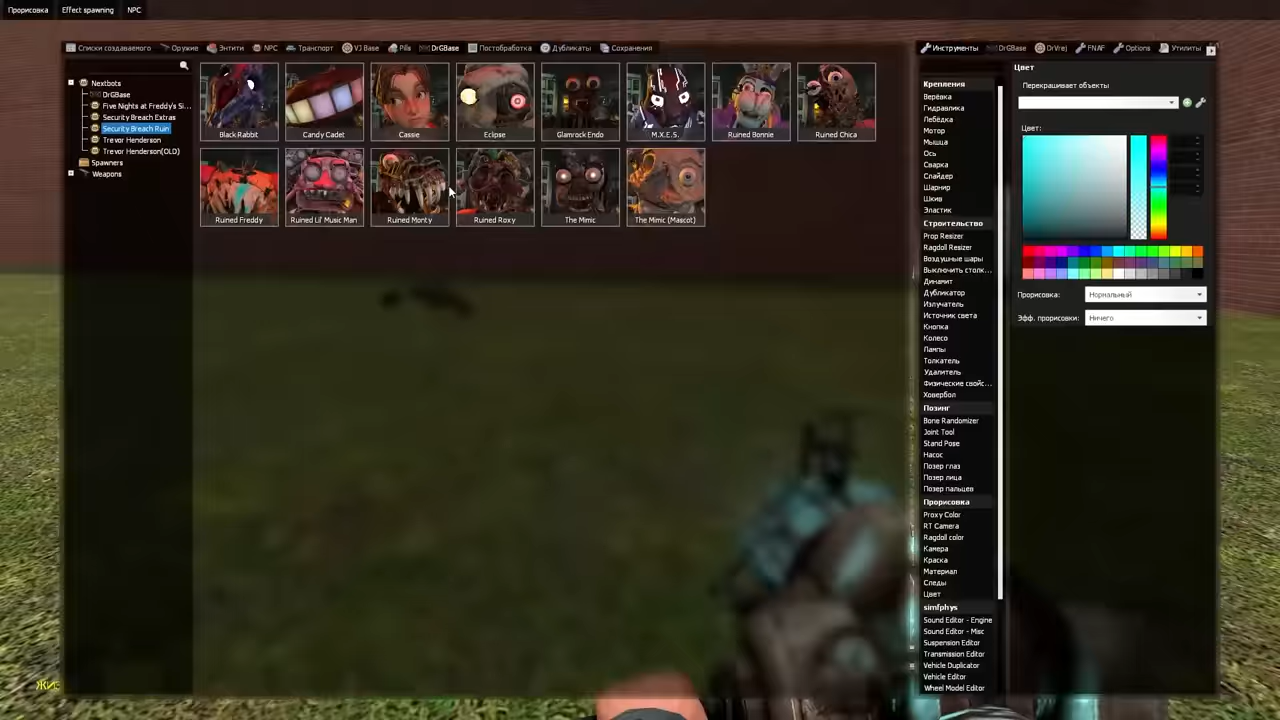 Прорисовка Effect spawning NPC
Списки создаваемого Оружие Энтити NPC Транспорт VJ Base Pills DrGBase Постобработка Дубликаты Сохранения
Nextbots
DrGBase
Five Nights at Freddy's Si...
Security Breach Extras
Security Breach Ruin
Trevor Henderson
Trevor Henderson(OLD)
Spawners
Weapons
Black Rabbit Candy Cadet Cassie Eclipse Glamrock Endo M.X.E.S. Ruined Bonnie Ruined Chica
Ruined Freddy Ruined Lil' Music Man Ruined Monty Ruined Roxy The Mimic The Mimic (Mascot)
Инструменты DrGBase DrVrej FNAF Options Утилиты
Крепления
Верёвка
Гидравлика
Лебёдка
Мотор
Мышца
Ось
Сварка
Слайдер
Шарнир
Шкив
Эластик
Строительство
Prop Resizer
Ragdoll Resizer
Воздушные шары
Выключить столк...
Динамит
Дубликатор
Излучатель
Источник света
Кнопка
Колесо
Лампы
Толкатель
Удалитель
Физические свойс...
Ховербол
Позинг
Bone Randomizer
Joint Tool
Stand Pose
Насос
Позер глаз
Позер лица
Позер пальцев
Прорисовка
Proxy Color
RT Camera
Ragdoll color
Камера
Краска
Материал
Следы
Цвет
simfphys
Sound Editor - Engine
Sound Editor - Misc
Suspension Editor
Transmission Editor
Vehicle Duplicator
Vehicle Editor
Wheel Model Editor
Цвет
Перекрашивает объекты
Цвет:
Прорисовка: Нормальный
Эфф. прорисовки: Ничего